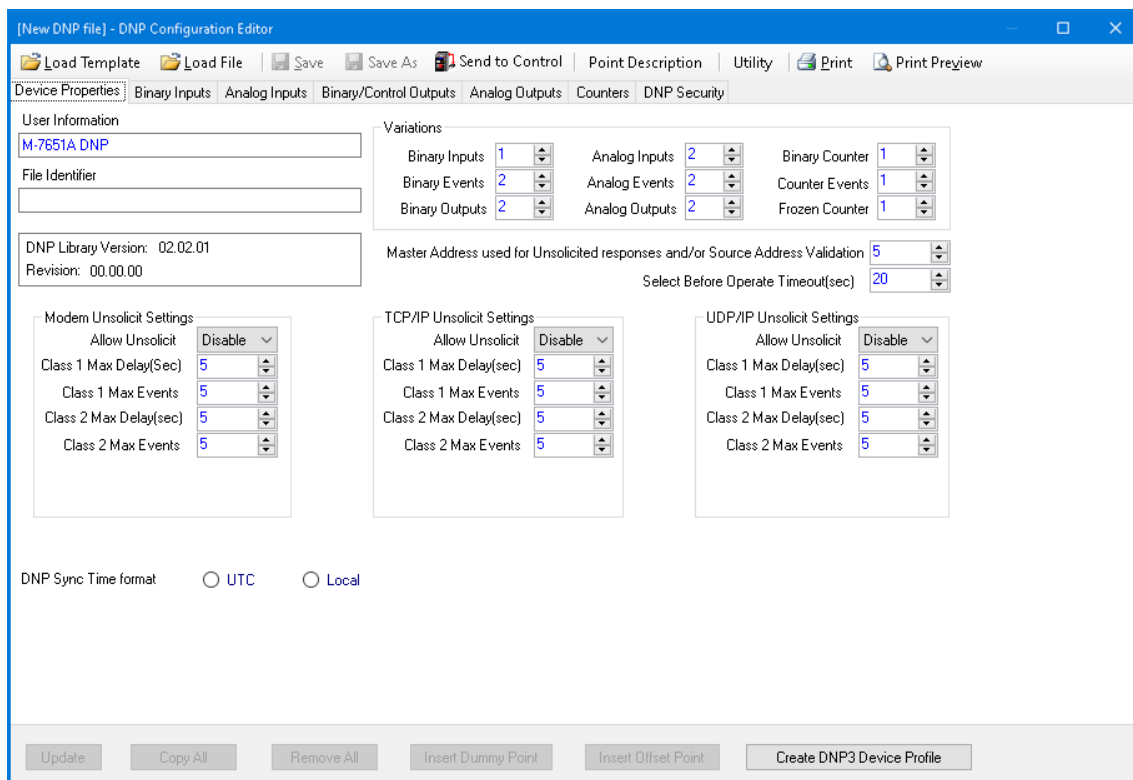 [New DNP file] - DNP Configuration Editor
Load Template Load File Save Save As Send to Control Point Description Utility Print Print Preview
Device Properties Binary Inputs Analog Inputs Binary/Control Outputs Analog Outputs Counters DNP Security
User Information
M-7651A DNP
File Identifier
DNP Library Version: 02.02.01
Revision: 00.00.00
Variations
Binary Inputs 1 Analog Inputs 2 Binary Counter 1
Binary Events 2 Analog Events 2 Counter Events 1
Binary Outputs 2 Analog Outputs 2 Frozen Counter 1
Master Address used for Unsolicited responses and/or Source Address Validation 5
Select Before Operate Timeout(sec) 20
Modem Unsolicit Settings
Allow Unsolicit Disable
Class 1 Max Delay(Sec) 5
Class 1 Max Events 5
Class 2 Max Delay(sec) 5
Class 2 Max Events 5
TCP/IP Unsolicit Settings
Allow Unsolicit Disable
Class 1 Max Delay(sec) 5
Class 1 Max Events 5
Class 2 Max Delay(sec) 5
Class 2 Max Events 5
UDP/IP Unsolicit Settings
Allow Unsolicit Disable
Class 1 Max Delay(sec) 5
Class 1 Max Events 5
Class 2 Max Delay(sec) 5
Class 2 Max Events 5
DNP Sync Time format UTC Local
Update Copy All Remove All Insert Dummy Point Insert Offset Point Create DNP3 Device Profile